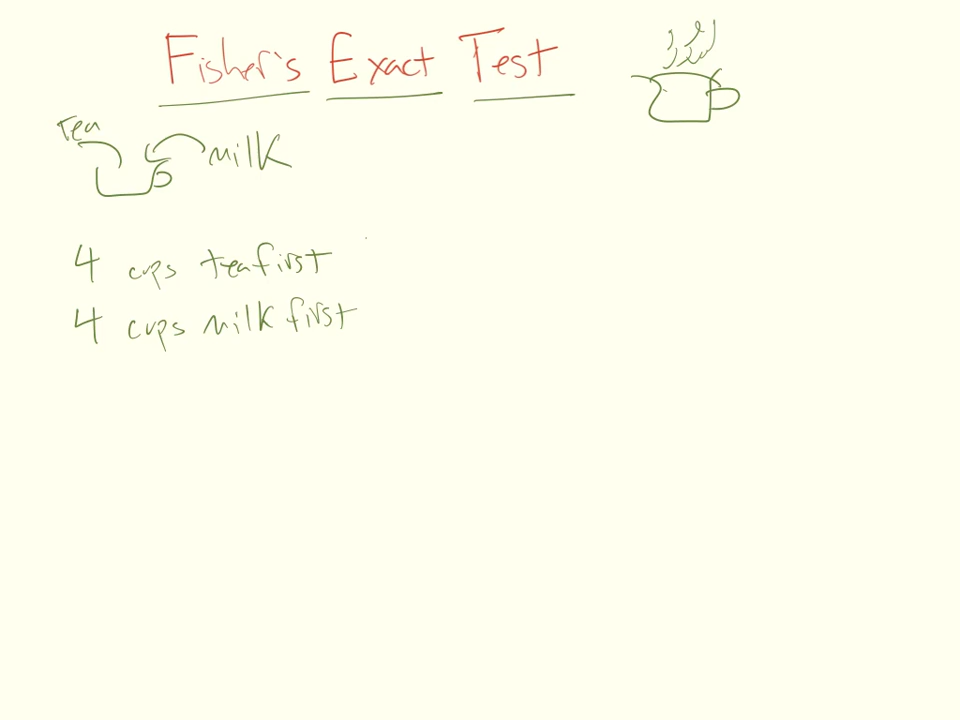 Fisher's Exact Test
Tea
milk
4 cups tea first
4 cups milk first